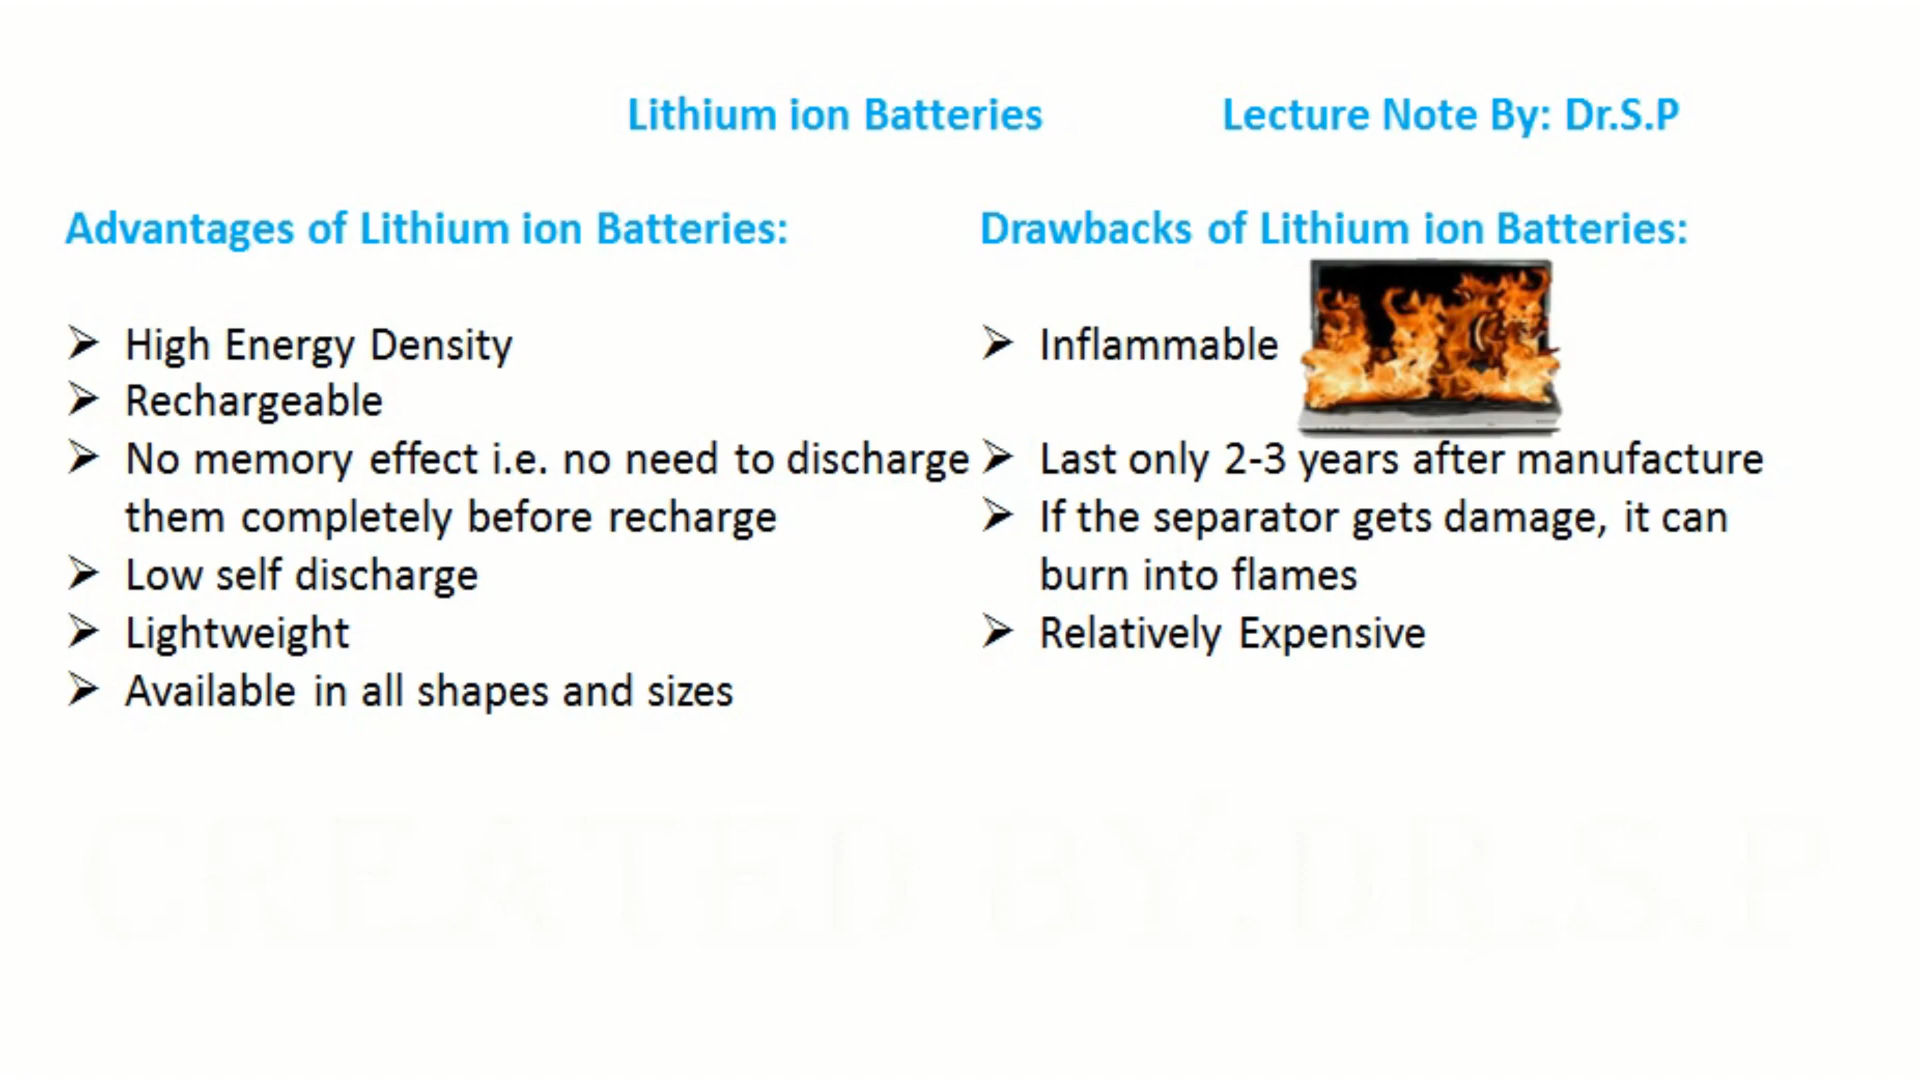 Lithium ion Batteries
Lecture Note By: Dr.S.P
Advantages of Lithium ion Batteries:
➢ High Energy Density
➢ Rechargeable
➢ No memory effect i.e. no need to discharge
them completely before recharge
➢ Low self discharge
➢ Lightweight
➢ Available in all shapes and sizes
Drawbacks of Lithium ion Batteries:
➢ Inflammable
➢ Last only 2-3 years after manufacture
➢ If the separator gets damage, it can
burn into flames
➢ Relatively Expensive
CREATED BY:DR.S.P